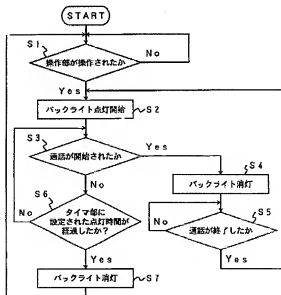 START
S1
操作部が操作されたか
No
Yes
バックライト点灯開始
S2
S3
通話が開始されたか
Yes
No
S4
バックライト消灯
S6
タイマ部に
設定された点灯時間が
経過したか?
No
Yes
S5
通話が終了したか
No
Yes
バックライト消灯
S7